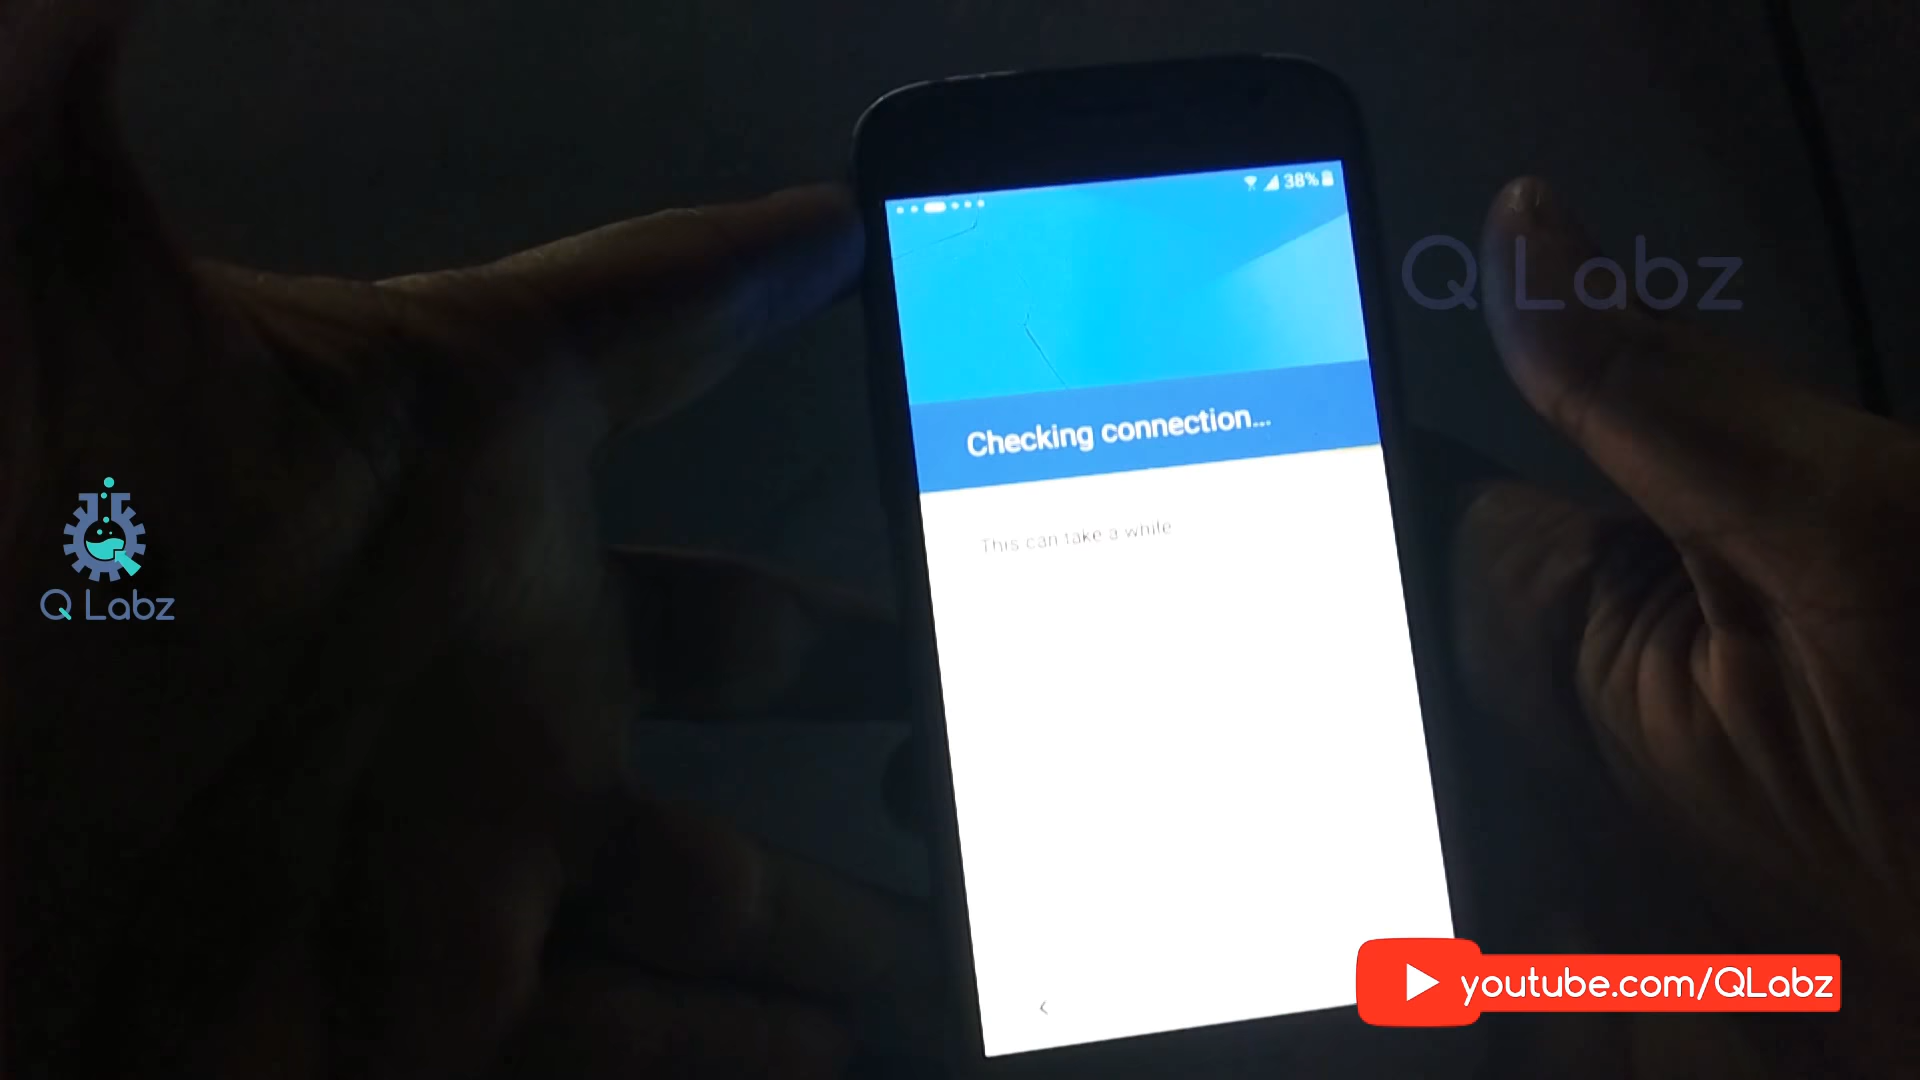 38%
Q Labz
Checking connection...
This can take a while
Q Labz
youtube.com/QLabz